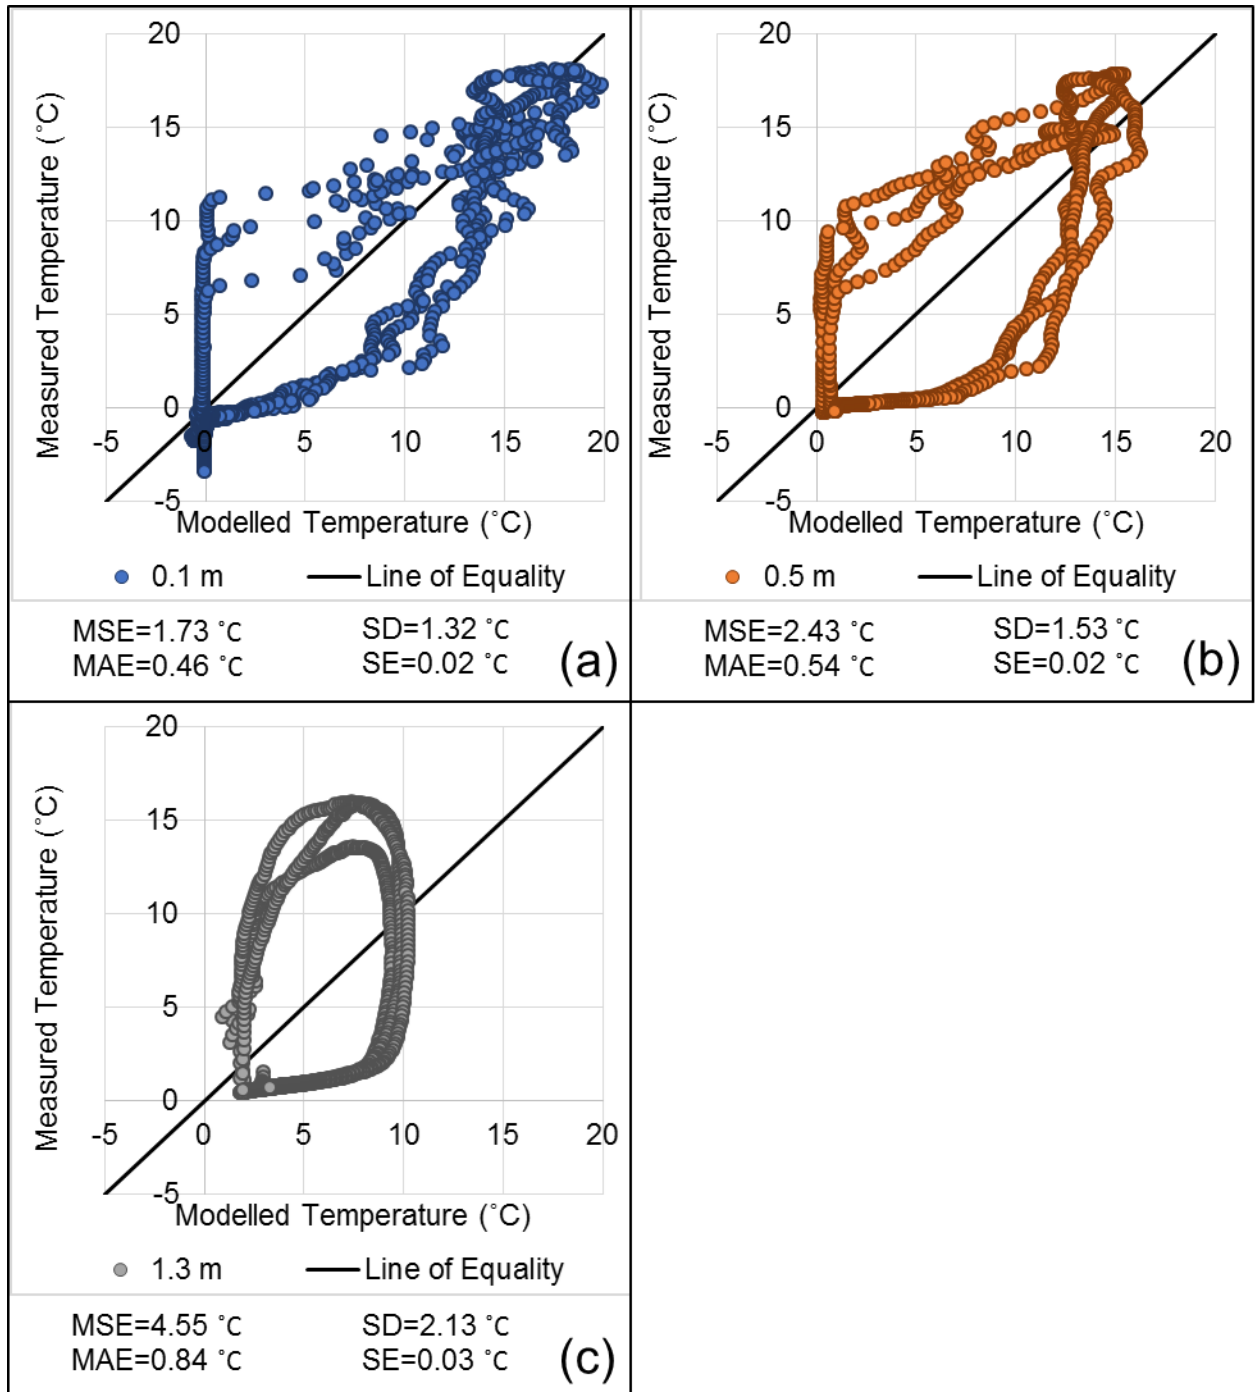 20
15
10
5
0
-5
-5 0 5 10 15 20
Measured Temperature (˚C)
Modelled Temperature (˚C)
0.1 m Line of Equality
MSE=1.73 ˚C SD=1.32 ˚C
MAE=0.46 ˚C SE=0.02 ˚C
(a)
20
15
10
5
0
-5
-5 0 5 10 15 20
Measured Temperature (˚C)
Modelled Temperature (˚C)
0.5 m Line of Equality
MSE=2.43 ˚C SD=1.53 ˚C
MAE=0.54 ˚C SE=0.02 ˚C
(b)
20
15
10
5
0
-5
-5 0 5 10 15 20
Measured Temperature (˚C)
Modelled Temperature (˚C)
1.3 m Line of Equality
MSE=4.55 ˚C SD=2.13 ˚C
MAE=0.84 ˚C SE=0.03 ˚C
(c)